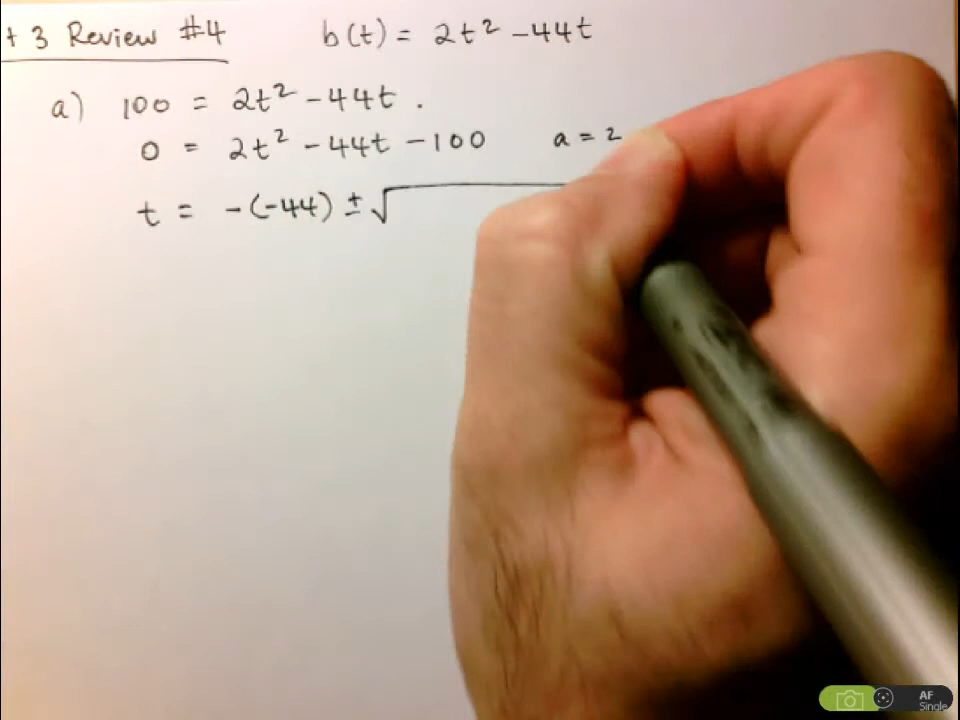 t 3 Review #4 b(t) = 2t² - 44t
a) 100 = 2t² - 44t .
0 = 2t² - 44t - 100 a = 2
t = -(-44) ± √
AF
Single